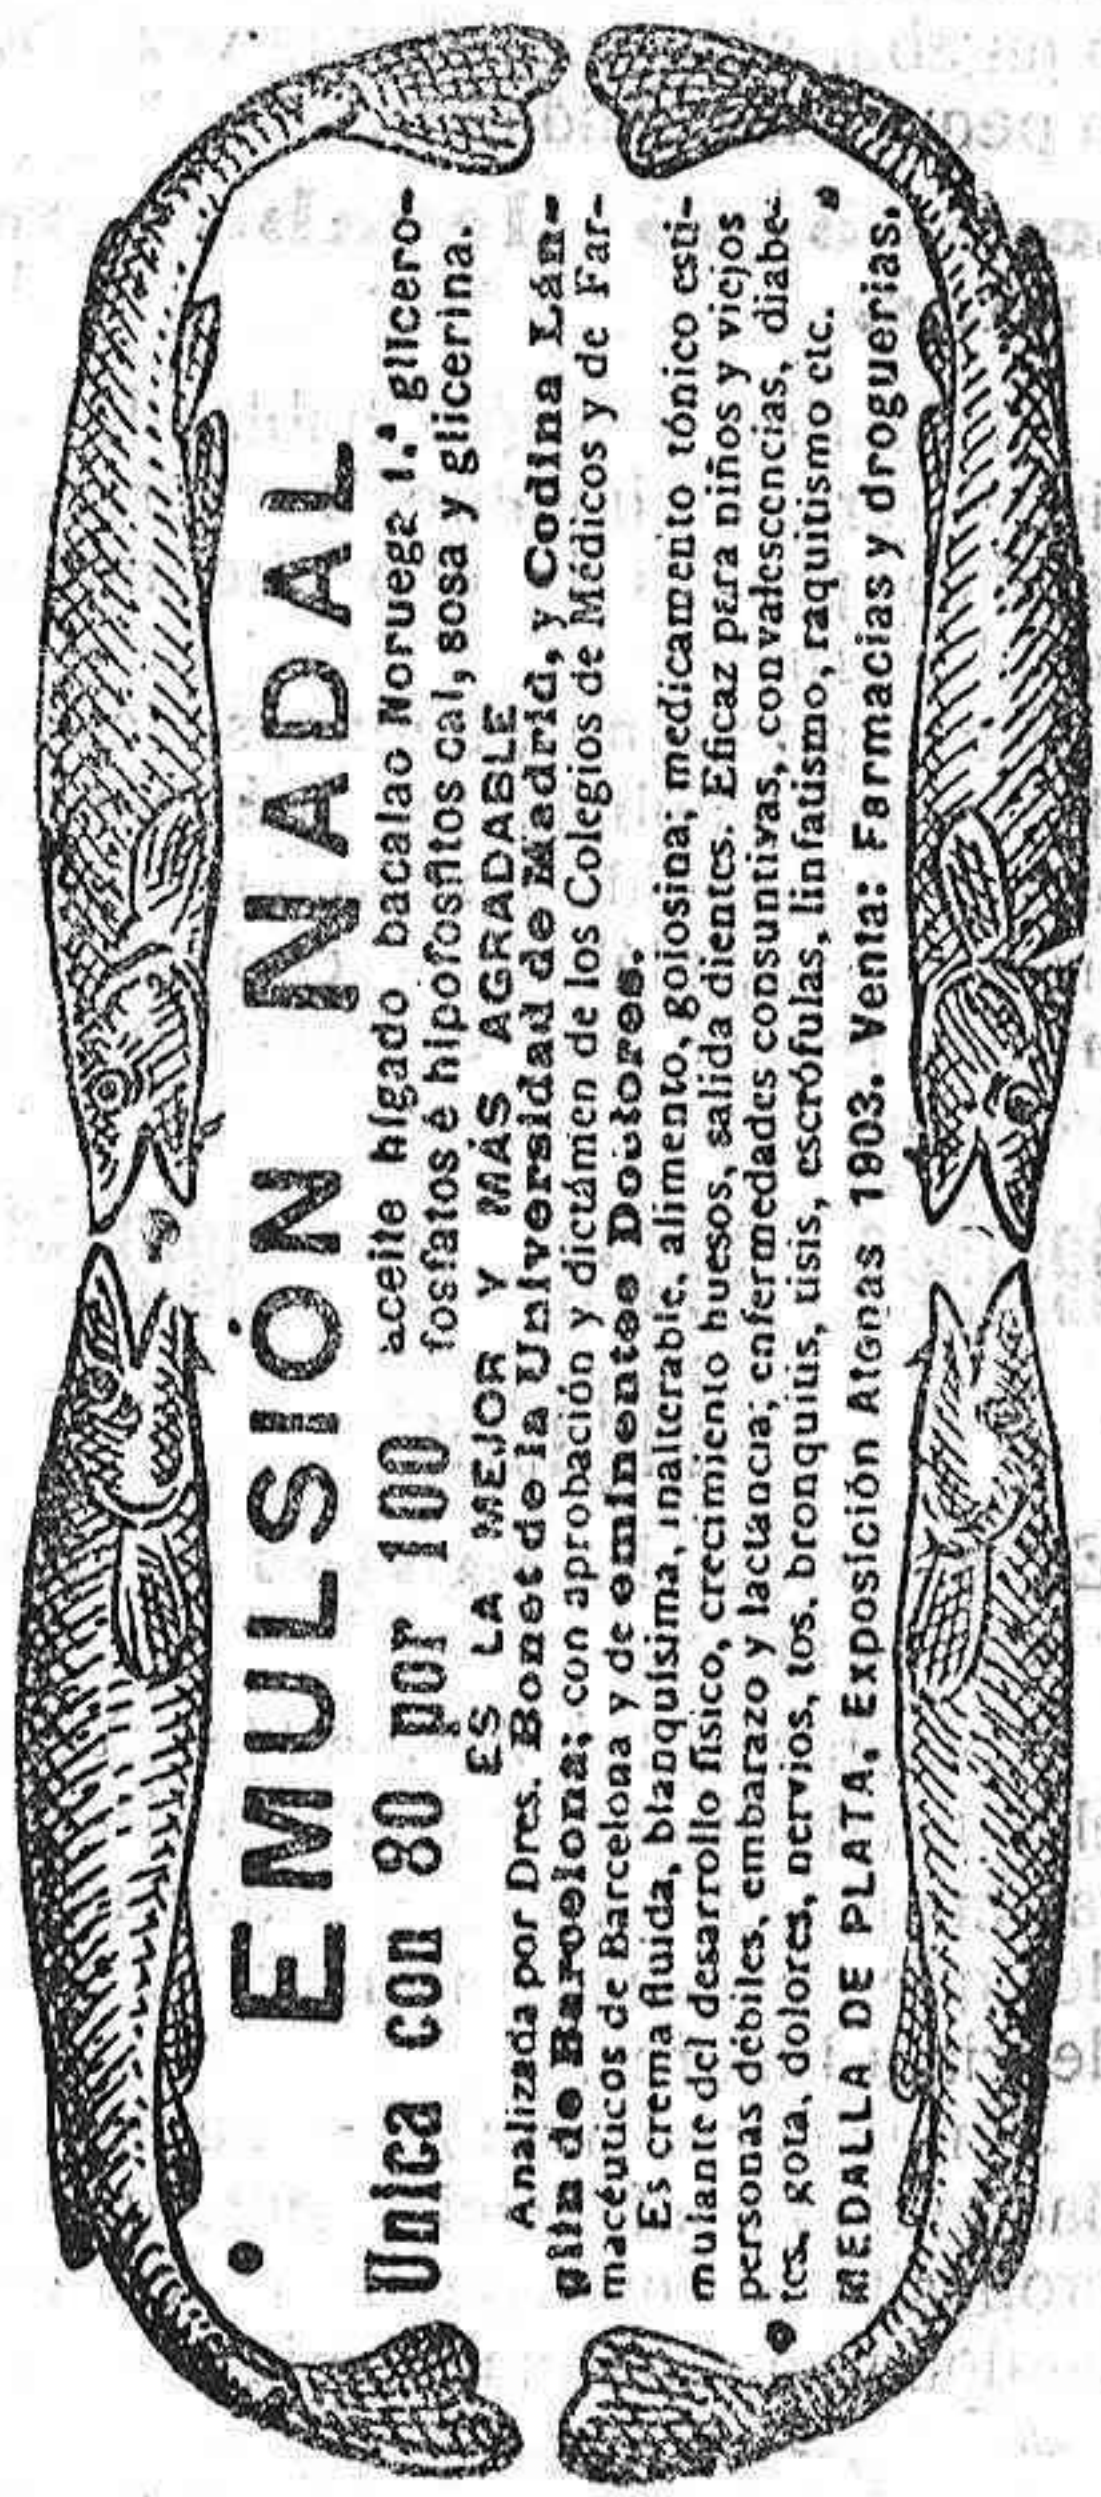 EMULSIÓN NADAL
Unica con 80 por 100 aceite hígado bacalao Noruega 1.ª glicero-
fosfatos é hipofosfitos cal, sosa y glicerina.
ES LA MEJOR Y MÁS AGRADABLE
Analizada por Dres. Bonet de la Universidad de Madrid, y Codina Län-
glin de Barcelona; con aprobación y dictámen de los Colegios de Médicos y de Far-
macéuticos de Barcelona y de eminentes Doctores.
Es crema fluida, blanquísima, inalterable, alimento, golosina; medicamento tónico esti-
mulante del desarrollo físico, crecimiento huesos, salida dientes. Eficaz para niños y viejos
personas débiles, embarazo y lactancia; enfermedades consuntivas, convalescencias, diabe-
tes, gota, dolores, nervios, tos, bronquitis, tisis, escrófulas, linfatismo, raquitismo etc.
MEDALLA DE PLATA, Exposición Atenas 1903. Venta: Farmacias y droguerias.